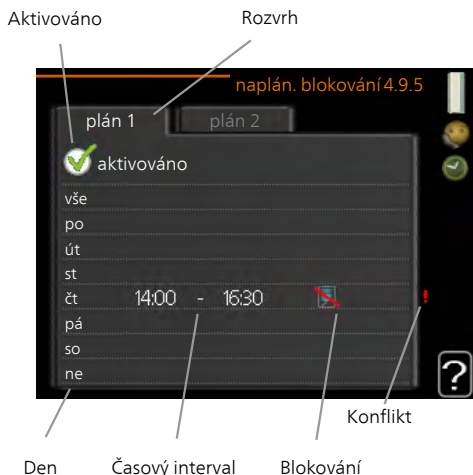 Aktivováno Rozvrh
naplán. blokování 4.9.5
plán 1 plán 2
aktivováno
vše
po
út
st
čt 14:00 - 16:30 !
pá
so
ne
?
Konflikt
Den Časový interval Blokování